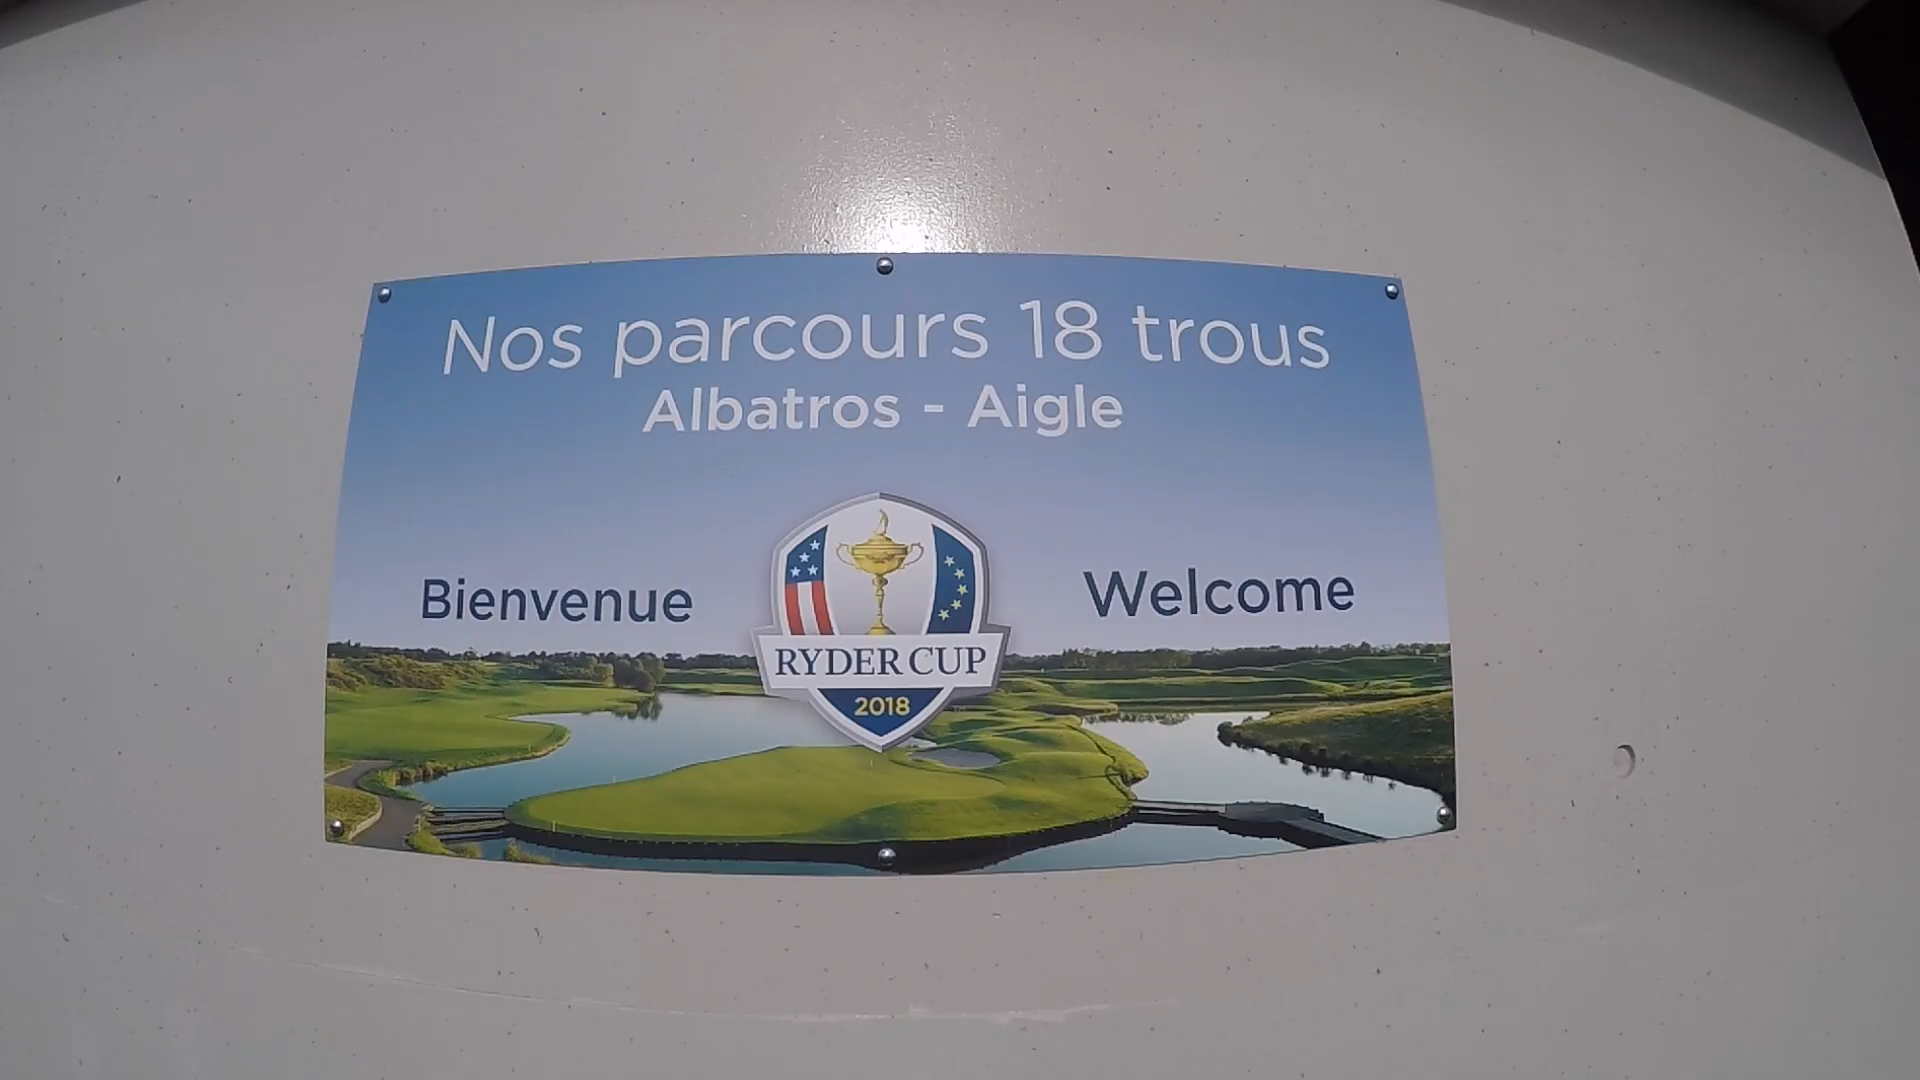 Nos parcours 18 trous
Albatros - Aigle
Bienvenue
Welcome
RYDER CUP
2018